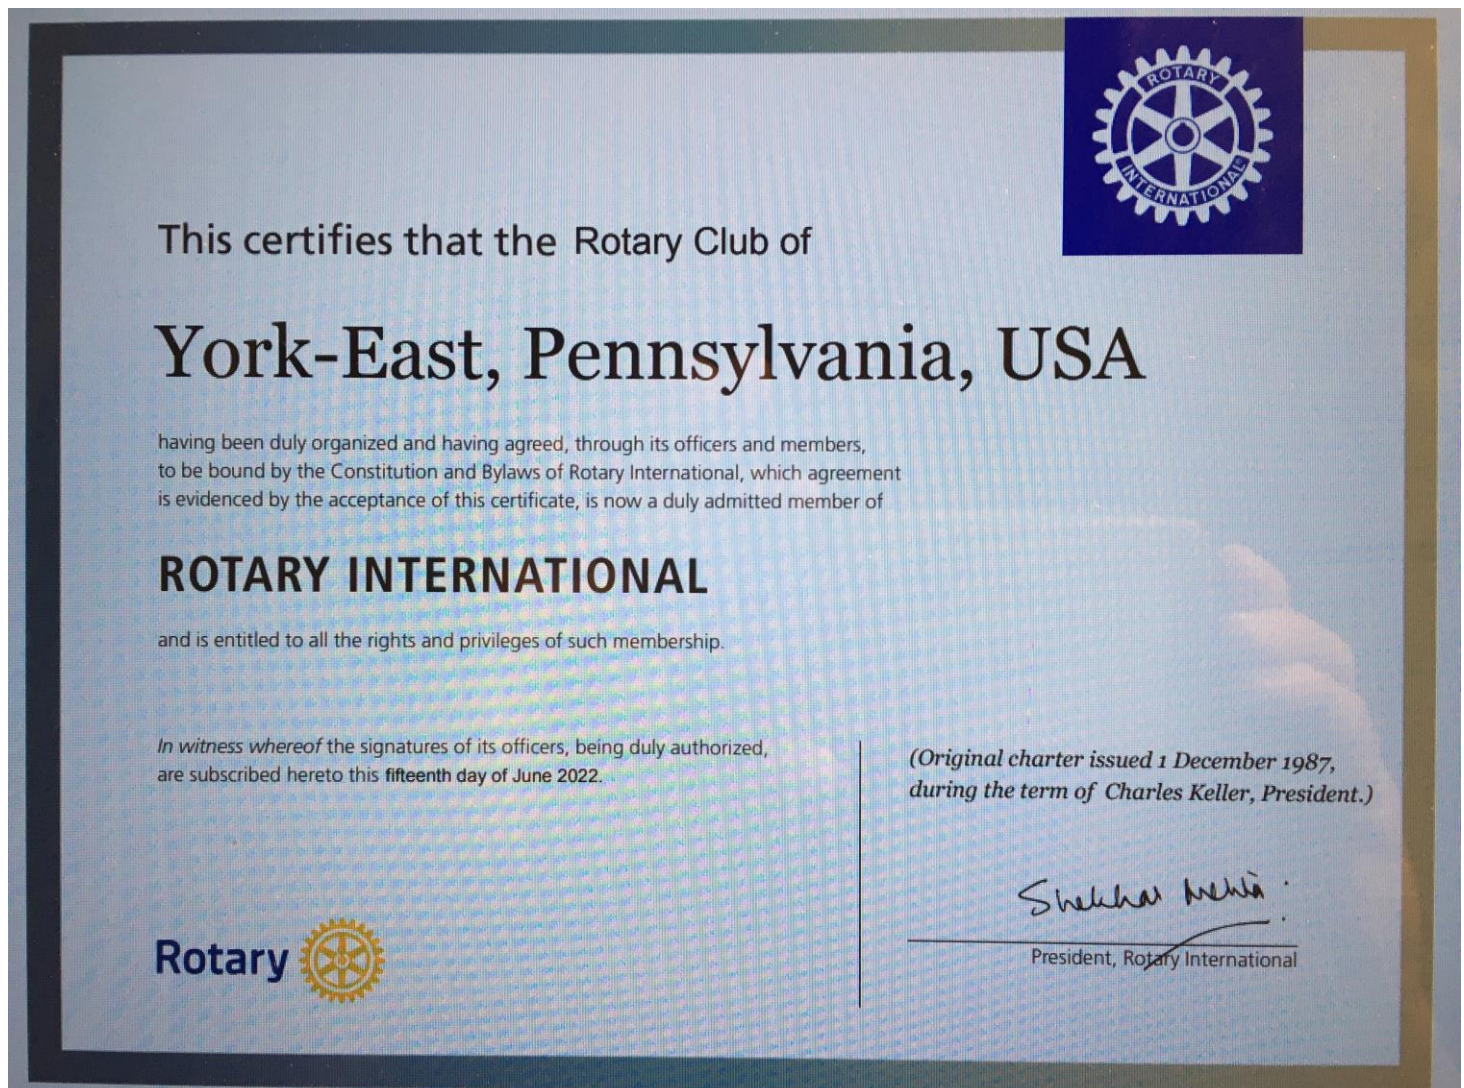 ROTARY
INTERNATIONAL®
This certifies that the Rotary Club of
York-East, Pennsylvania, USA
having been duly organized and having agreed, through its officers and members,
to be bound by the Constitution and Bylaws of Rotary International, which agreement
is evidenced by the acceptance of this certificate, is now a duly admitted member of
ROTARY INTERNATIONAL
and is entitled to all the rights and privileges of such membership.
In witness whereof the signatures of its officers, being duly authorized,
are subscribed hereto this fifteenth day of June 2022.
(Original charter issued 1 December 1987,
during the term of Charles Keller, President.)
Shekhar Mehta
President, Rotary International
Rotary